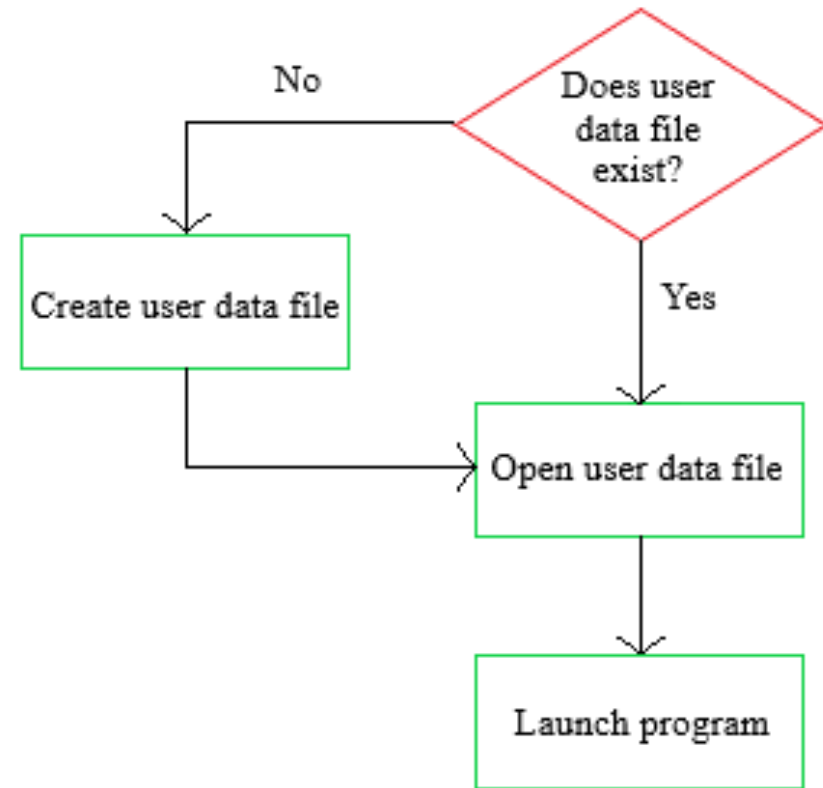 No
Does user
data file
exist?
Create user data file
Yes
Open user data file
Launch program